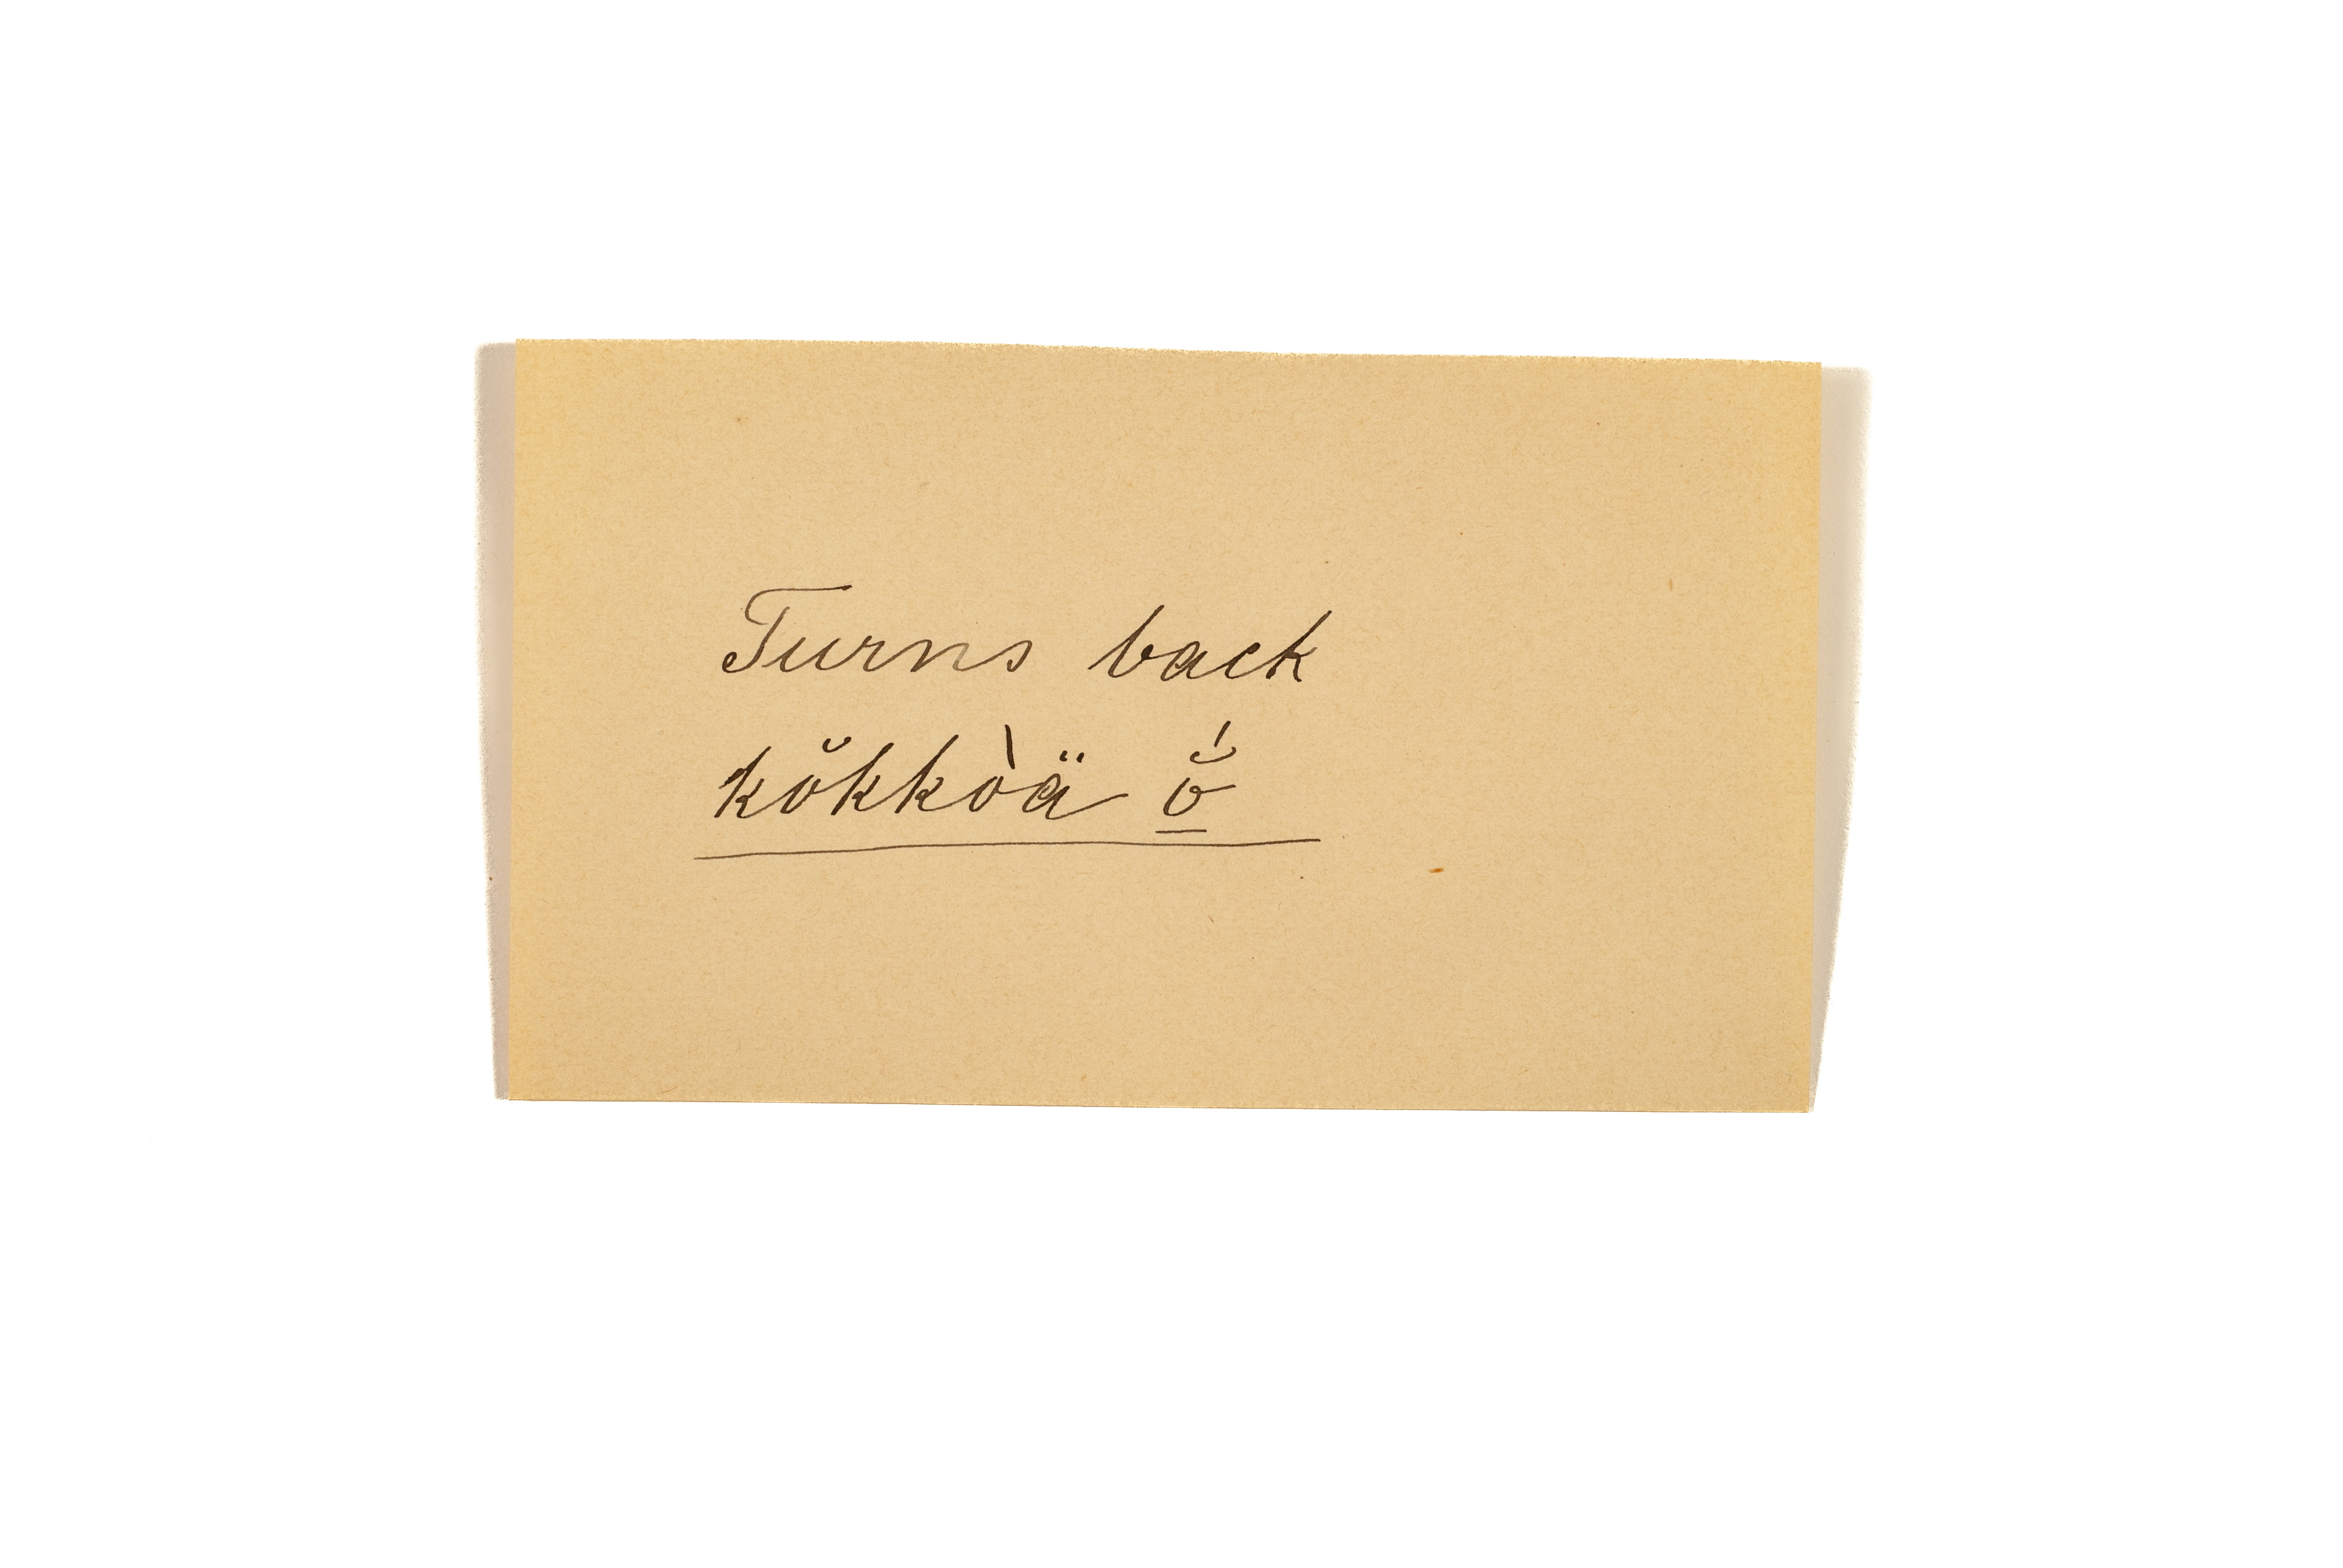 Turns back
kŏkkòä ŏ̱́